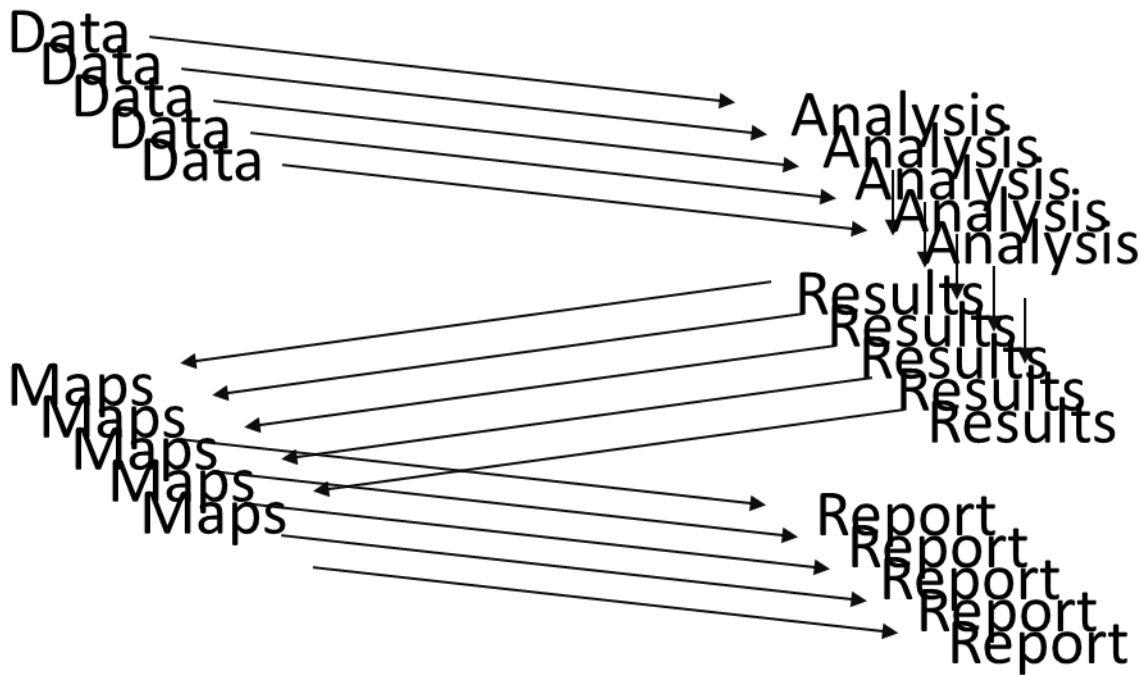 Data
Data
Data
Data
Data
Analysis
Analysis
Analysis
Analysis
Analysis
Results
Results
Results
Results
Results
Maps
Maps
Maps
Maps
Maps
Report
Report
Report
Report
Report